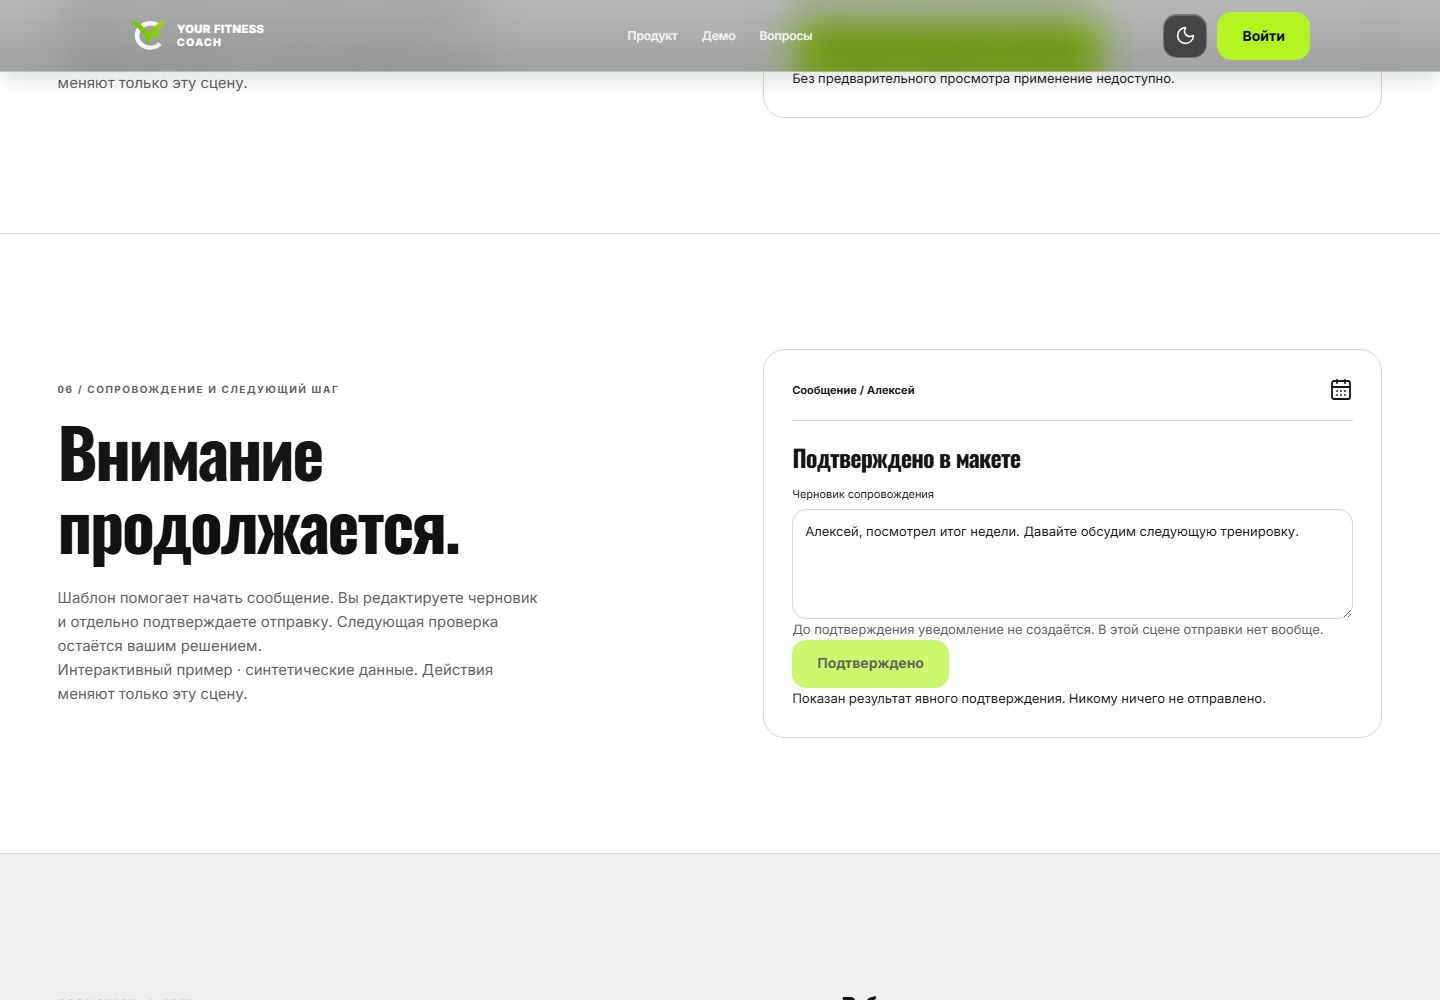 YOUR FITNESS
COACH
Продукт
Демо
Вопросы
Войти
меняют только эту сцену.
Без предварительного просмотра применение недоступно.
06 / СОПРОВОЖДЕНИЕ И СЛЕДУЮЩИЙ ШАГ
Внимание
продолжается.
Шаблон помогает начать сообщение. Вы редактируете черновик
и отдельно подтверждаете отправку. Следующая проверка
остаётся вашим решением.
Интерактивный пример · синтетические данные. Действия
меняют только эту сцену.
Сообщение / Алексей
Подтверждено в макете
Черновик сопровождения
Алексей, посмотрел итог недели. Давайте обсудим следующую тренировку.
До подтверждения уведомление не создаётся. В этой сцене отправки нет вообще.
Подтверждено
Показан результат явного подтверждения. Никому ничего не отправлено.